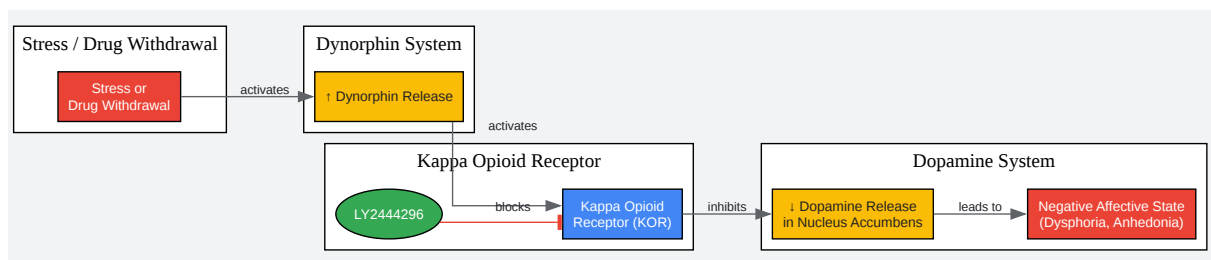 Stress / Drug Withdrawal
Stress or
Drug Withdrawal
activates
Dynorphin System
↑ Dynorphin Release
activates
Kappa Opioid Receptor
LY2444296
blocks
Kappa Opioid
Receptor (KOR)
inhibits
Dopamine System
↓ Dopamine Release
in Nucleus Accumbens
leads to
Negative Affective State
(Dysphoria, Anhedonia)